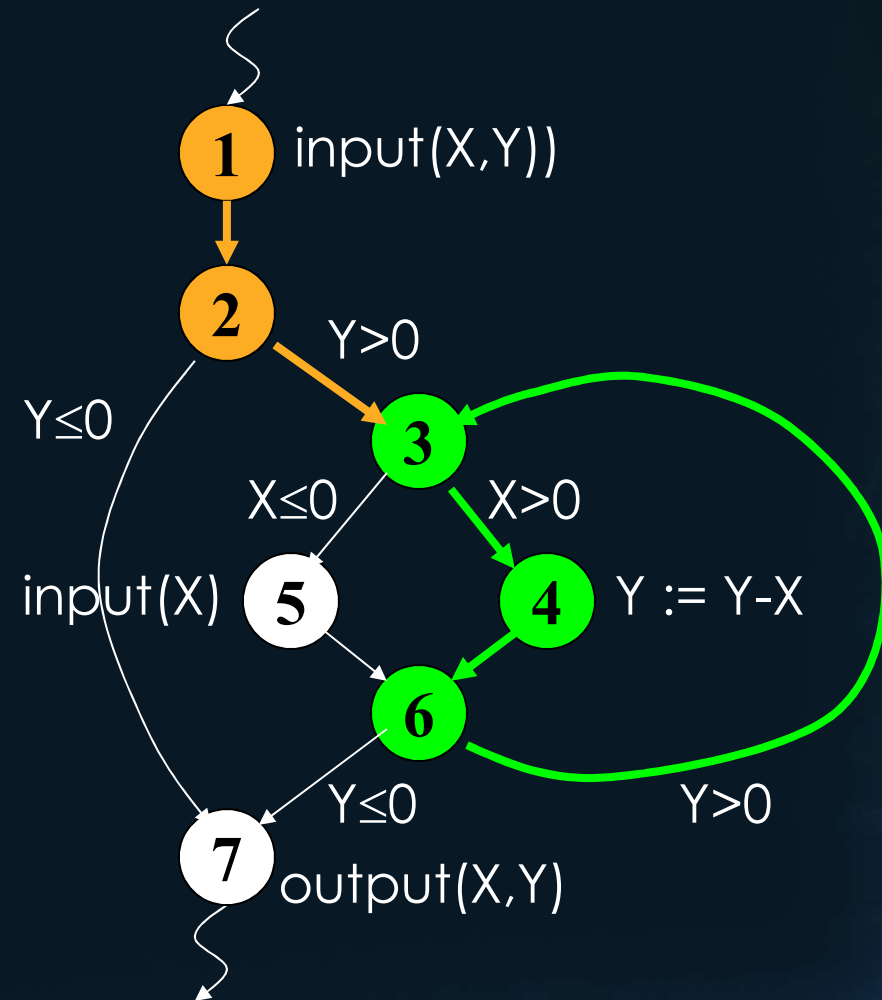 1 input(X,Y))
2
Y>0
Y≤0
3
X≤0 X>0
input(X) 5 4 Y := Y-X
6
Y≤0 Y>0
7
output(X,Y)